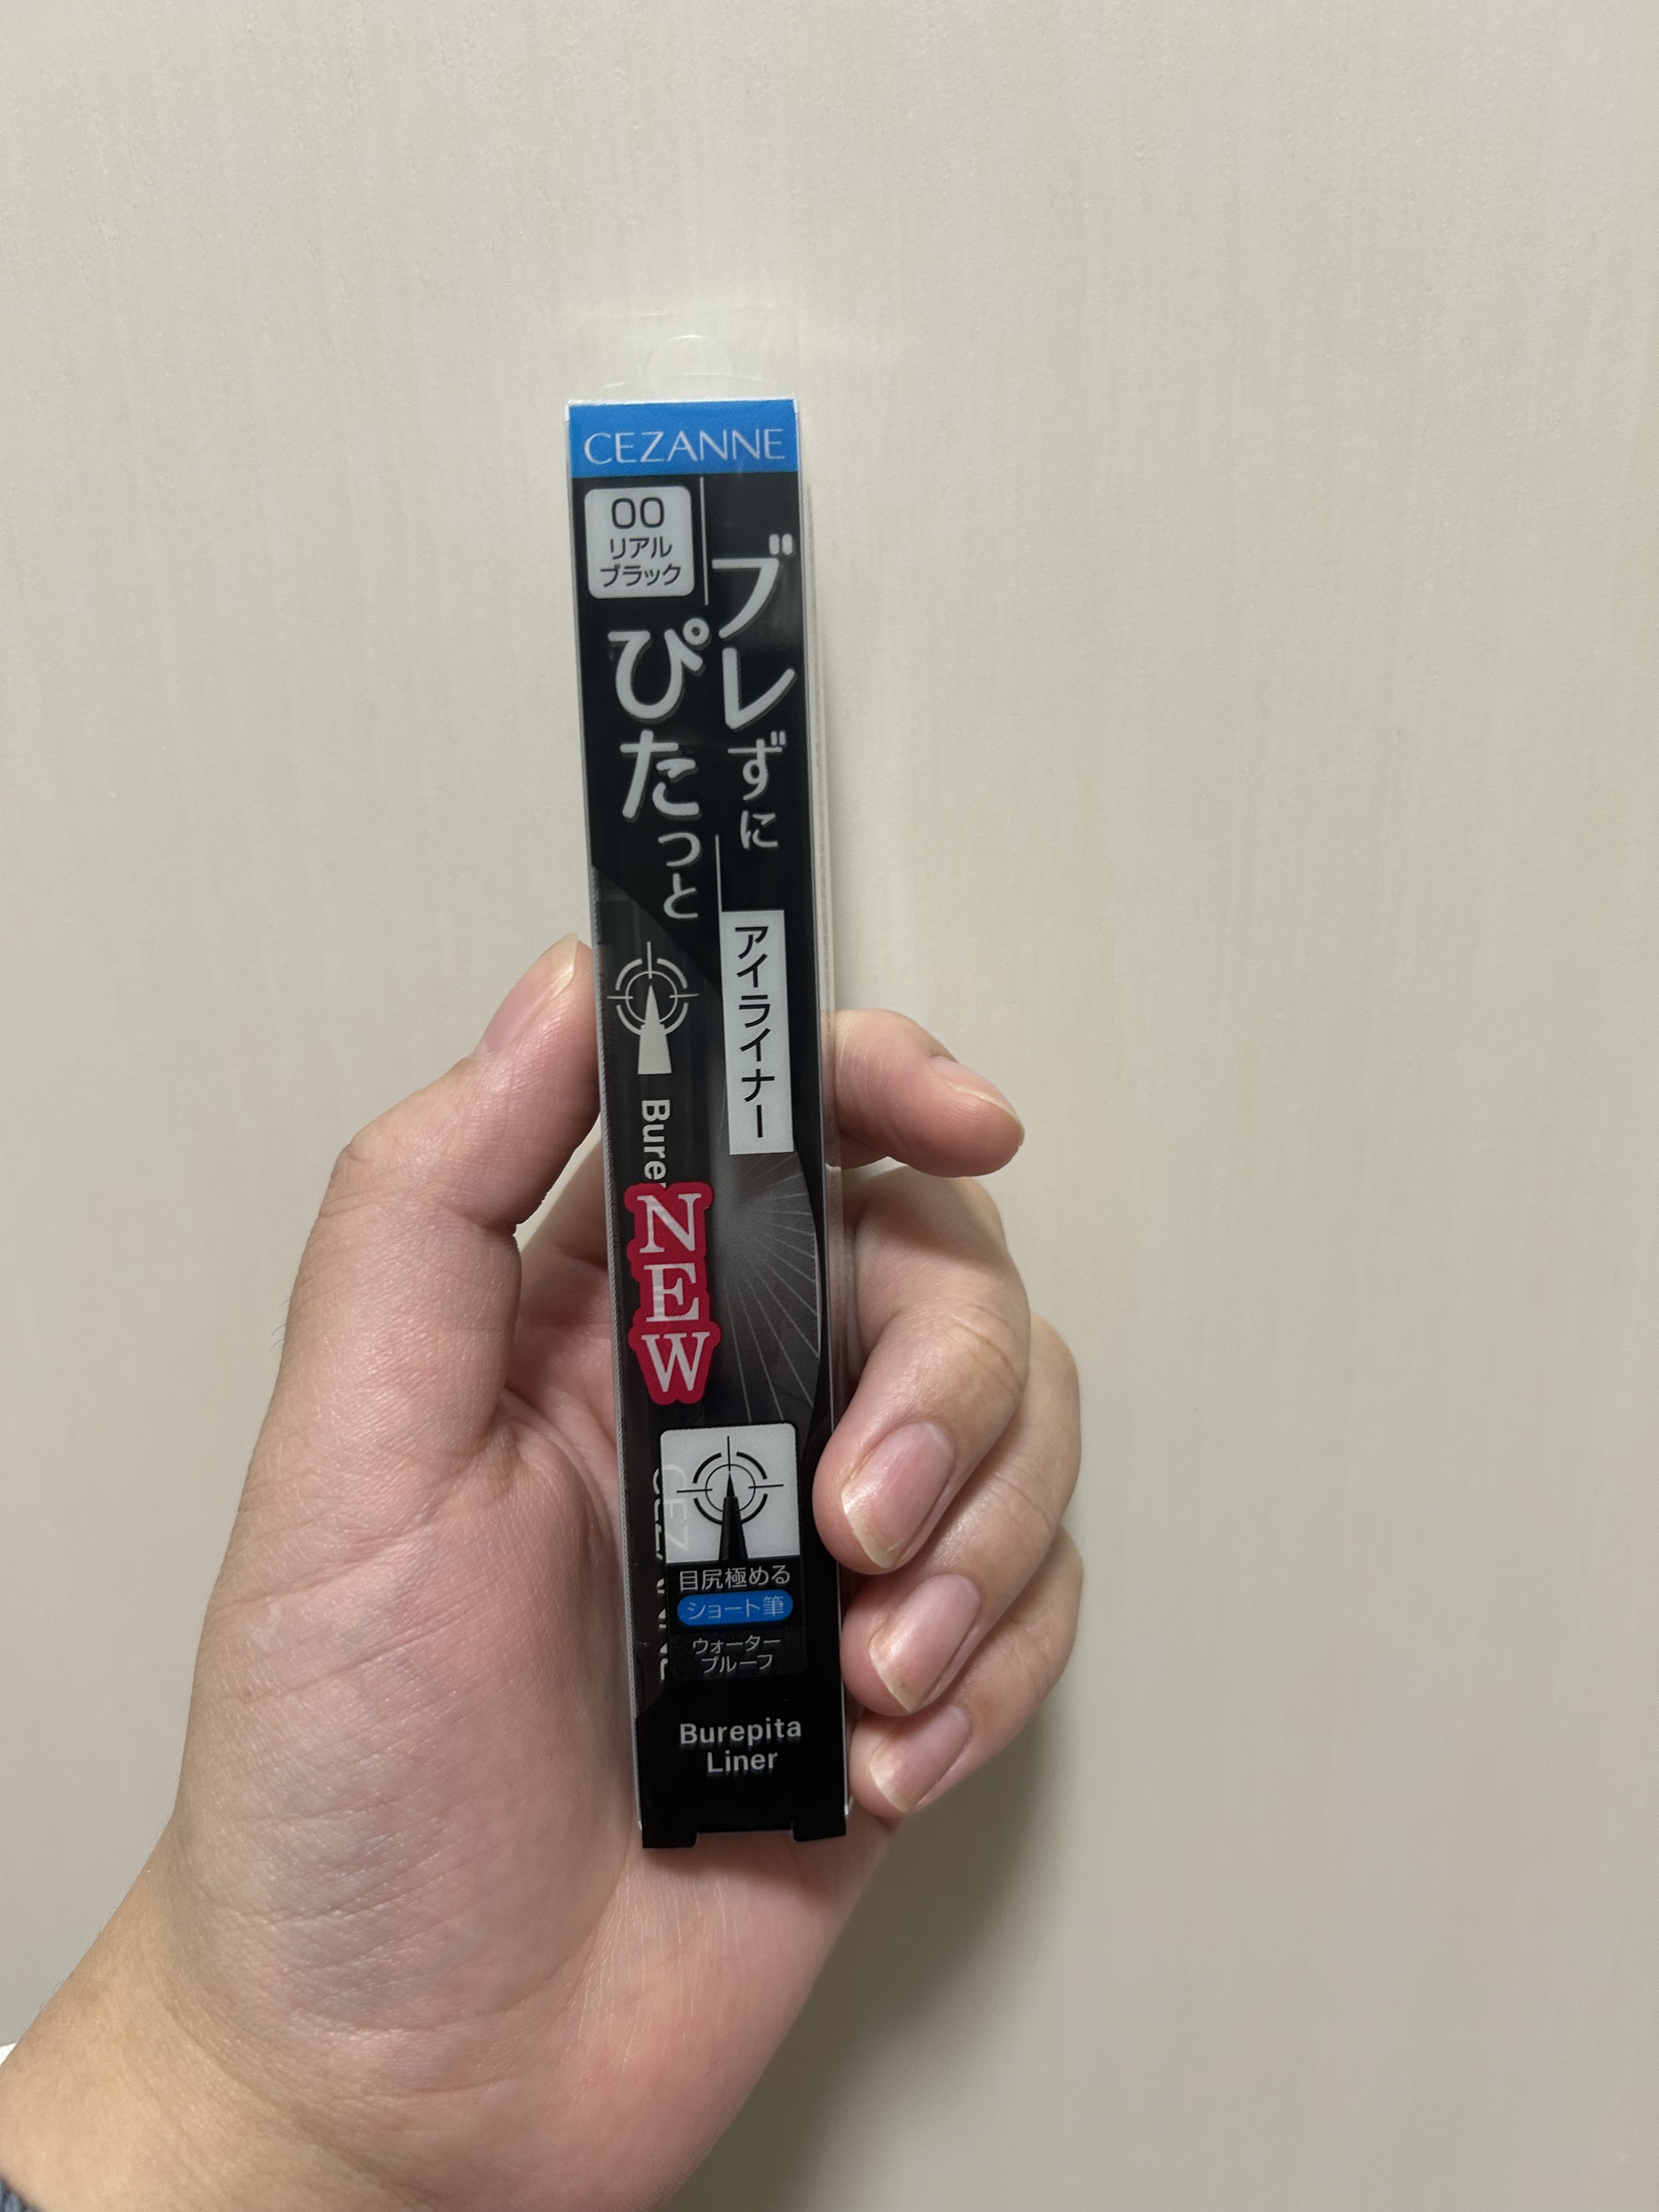 CEZANNE
00
リアル
ブラック
ブレずに
ぴたっと
アイライナー
Bure
NEW
CEZ
目尻極める
ショート筆
ウォーター
プルーフ
Burepita
Liner